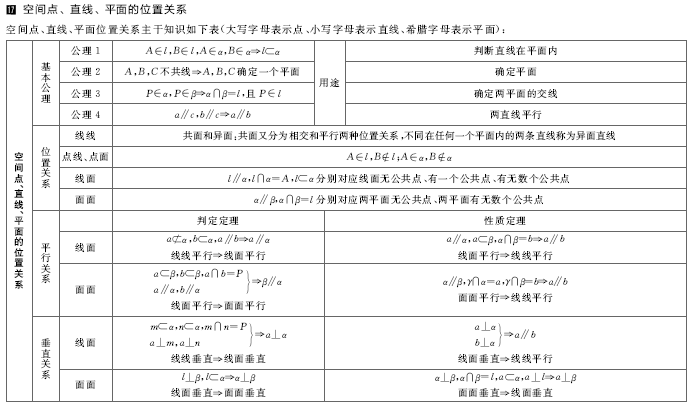 17 空间点、直线、平面的位置关系
空间点、直线、平面位置关系主干知识如下表(大写字母表示点、小写字母表示直线、希腊字母表示平面):
空间点、直线、平面的位置关系
基本公理
公理 1 A∈l,B∈l,A∈α,B∈α⇒l⊂α 用途 判断直线在平面内
公理 2 A,B,C 不共线⇒A,B,C 确定一个平面 确定平面
公理 3 P∈α,P∈β⇒α∩β=l,且 P∈l 确定两平面的交线
公理 4 a∥c,b∥c⇒a∥b 两直线平行
位置关系
线线 共面和异面;共面又分为相交和平行两种位置关系,不同在任何一个平面内的两条直线称为异面直线
点线、点面 A∈l,B∉l;A∈α,B∉α
线面 l∥α,l∩α=A,l⊂α 分别对应线面无公共点、有一个公共点、有无数个公共点
面面 α∥β,α∩β=l 分别对应两平面无公共点、两平面有无数个公共点
平行关系
判定定理 性质定理
线面 a⊄α,b⊂α,a∥b⇒a∥α a∥α,a⊂β,α∩β=b⇒a∥b
线线平行⇒线面平行 线面平行⇒线线平行
面面 a⊂β,b⊂β,a∩b=P
a∥α,b∥α }⇒β∥α α∥β,γ∩α=a,γ∩β=b⇒a∥b
线面平行⇒面面平行 面面平行⇒线线平行
垂直关系
线面 m⊂α,n⊂α,m∩n=P
a⊥m,a⊥n }⇒a⊥α a⊥α
b⊥α }⇒a∥b
线线垂直⇒线面垂直 线面垂直⇒线线平行
面面 l⊥β,l⊂α⇒α⊥β α⊥β,α∩β=l,a⊂α,a⊥l⇒a⊥β
线面垂直⇒面面垂直 面面垂直⇒线面垂直